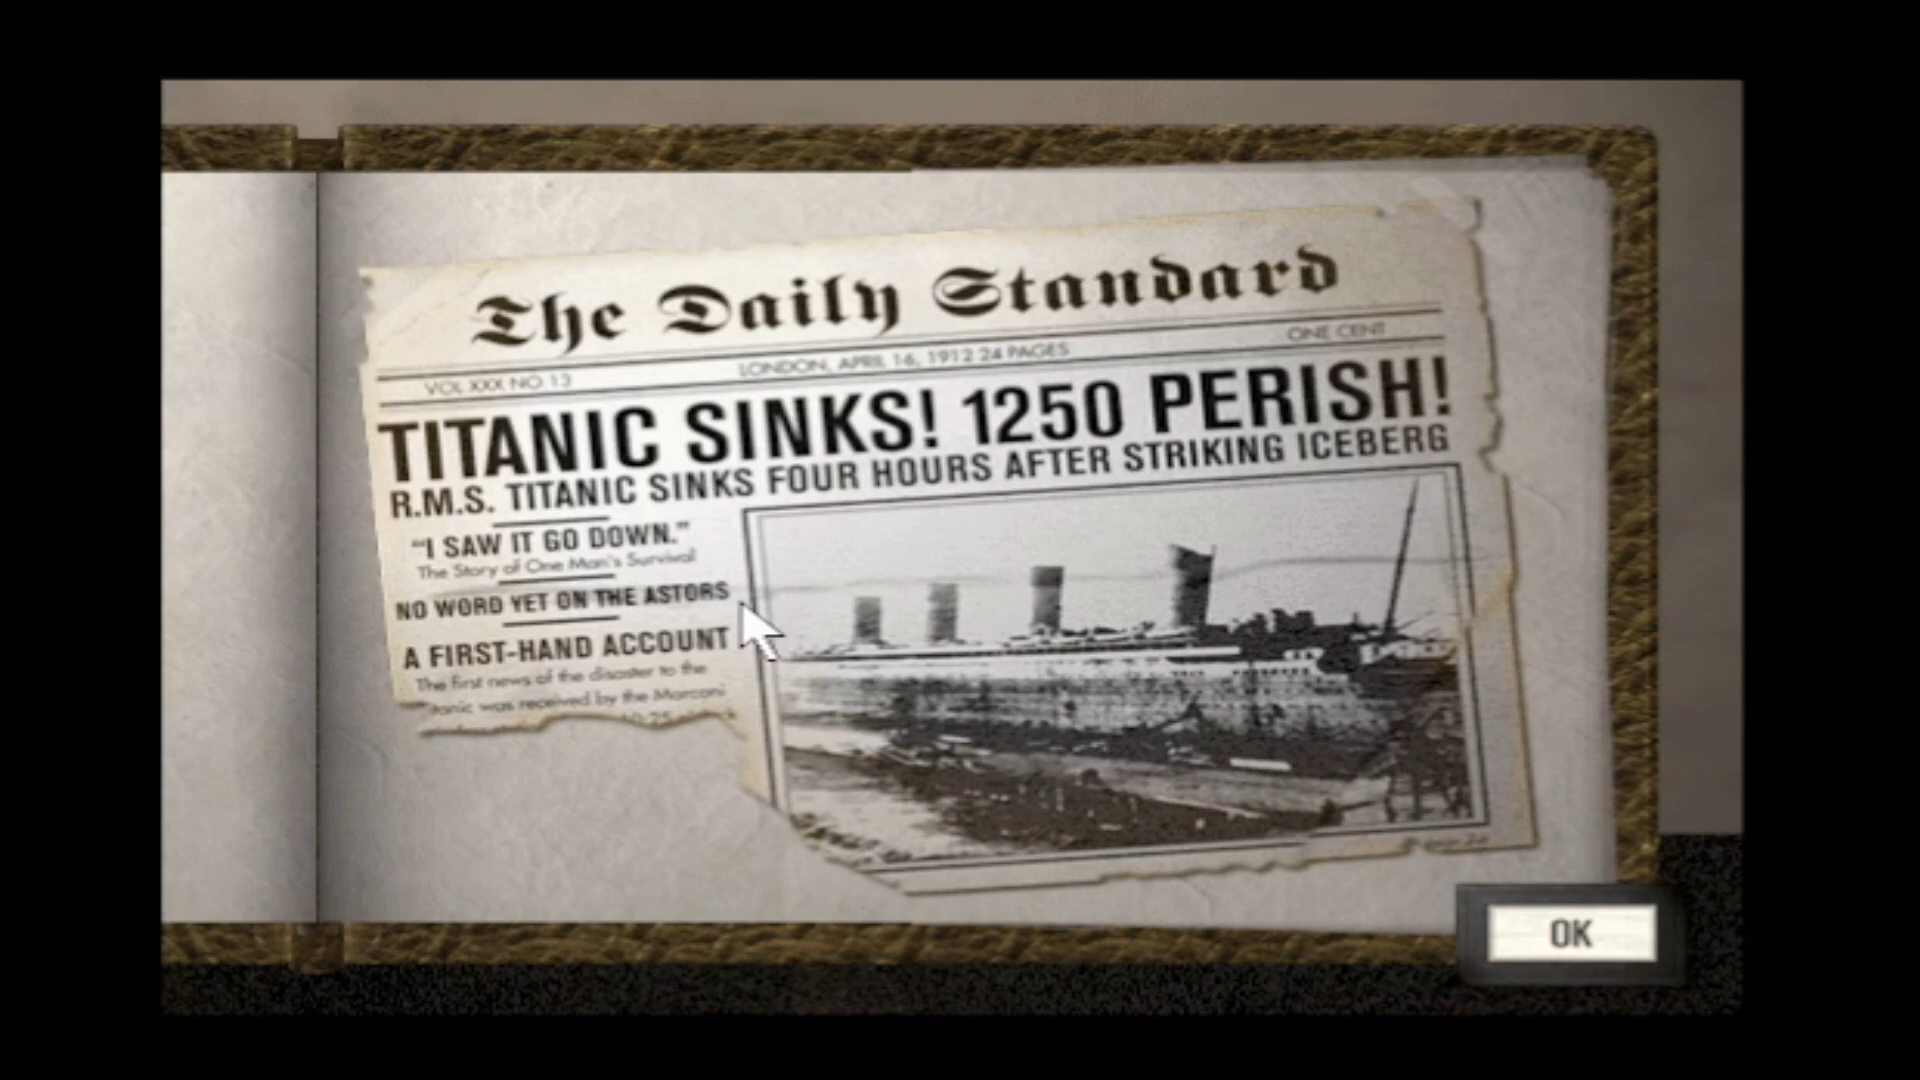 The Daily Standard
VOL XXX NO 13
LONDON, APRIL 16, 1912 24 PAGES
ONE CENT
TITANIC SINKS! 1250 PERISH!
R.M.S. TITANIC SINKS FOUR HOURS AFTER STRIKING ICEBERG
"I SAW IT GO DOWN."
The Story of One Man's Survival
NO WORD YET ON THE ASTORS
A FIRST-HAND ACCOUNT
The first news of the disaster to the
tanic was received by the Marconi
10:25
OK